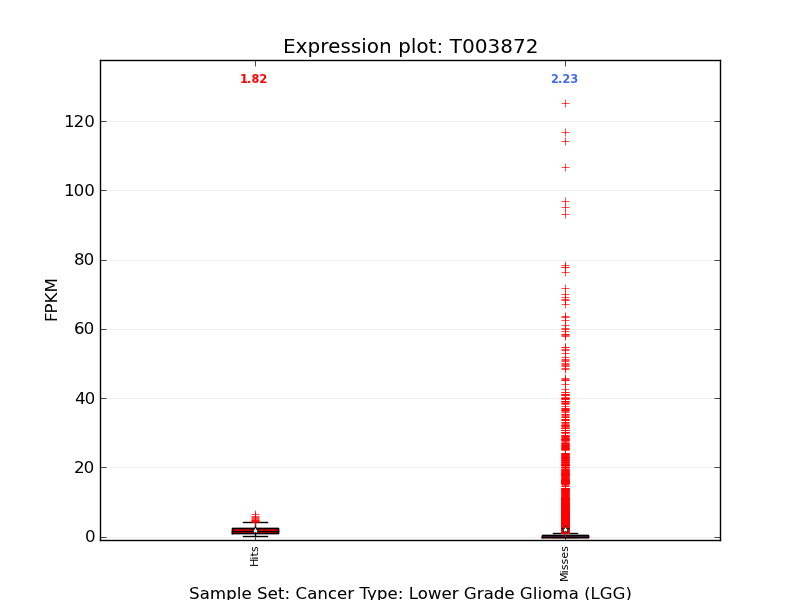 Expression plot: T003872
1.82
2.23
120
100
80
60
40
20
0
FPKM
Hits
Misses
Sample Set: Cancer Type: Lower Grade Glioma (LGG)